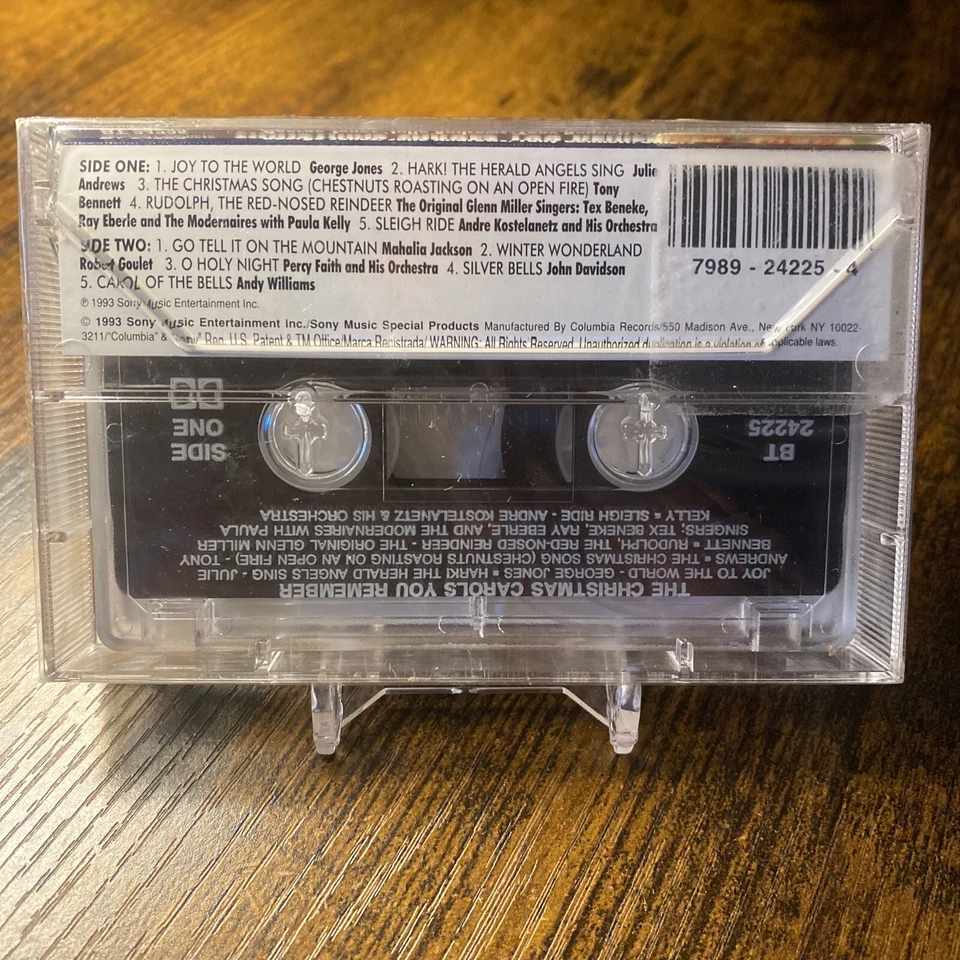 SIDE ONE: 1. JOY TO THE WORLD George Jones 2. HARK! THE HERALD ANGELS SING Julie
Andrews 3. THE CHRISTMAS SONG (CHESTNUTS ROASTING ON AN OPEN FIRE) Tony
Bennett 4. RUDOLPH, THE RED-NOSED REINDEER The Original Glenn Miller Singers: Tex Beneke,
Ray Eberle and The Modernaires with Paula Kelly 5. SLEIGH RIDE Andre Kostelanetz and His Orchestra
SIDE TWO: 1. GO TELL IT ON THE MOUNTAIN Mahalia Jackson 2. WINTER WONDERLAND
Robert Goulet 3. O HOLY NIGHT Percy Faith and His Orchestra 4. SILVER BELLS John Davidson
5. CAROL OF THE BELLS Andy Williams
7989 - 24225 - 4
℗ 1993 Sony Music Entertainment Inc.
© 1993 Sony Music Entertainment Inc./Sony Music Special Products Manufactured By Columbia Records/550 Madison Ave., New York NY 10022-
3211/"Columbia" & "Sony" Reg. U.S. Patent & TM Office/Marca Registrada/ WARNING: All Rights Reserved. Unauthorized duplication is a violation of applicable laws.
THE CHRISTMAS CAROLS YOU REMEMBER
JOY TO THE WORLD - GEORGE JONES ▪ HARK! THE HERALD ANGELS SING - JULIE
ANDREWS ▪ THE CHRISTMAS SONG (CHESTNUTS ROASTING ON AN OPEN FIRE) - TONY
BENNETT ▪ RUDOLPH, THE RED-NOSED REINDEER - THE ORIGINAL GLENN MILLER
SINGERS; TEX BENEKE, RAY EBERLE, AND THE MODERNAIRES WITH PAULA
KELLY ▪ SLEIGH RIDE - ANDRE KOSTELANETZ & HIS ORCHESTRA
BT
24225
SIDE
ONE